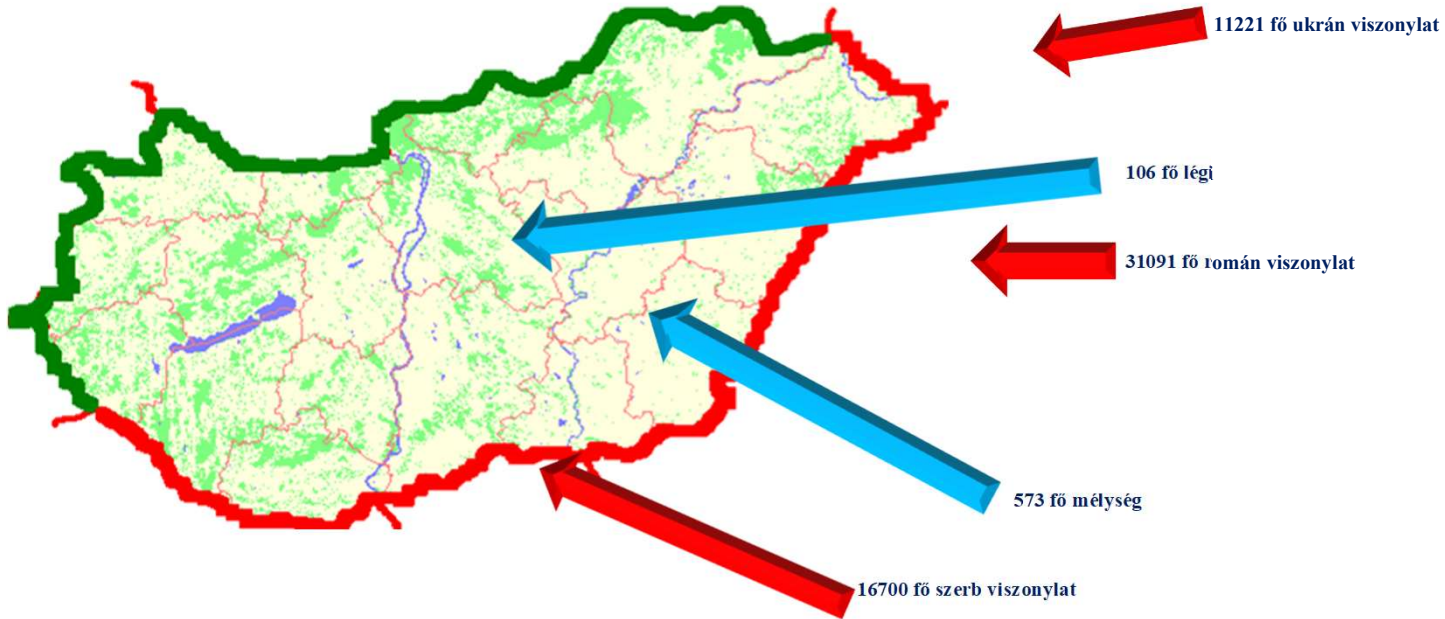 11221 fő ukrán viszonylat
106 fő légi
31091 fő román viszonylat
573 fő mélység
16700 fő szerb viszonylat